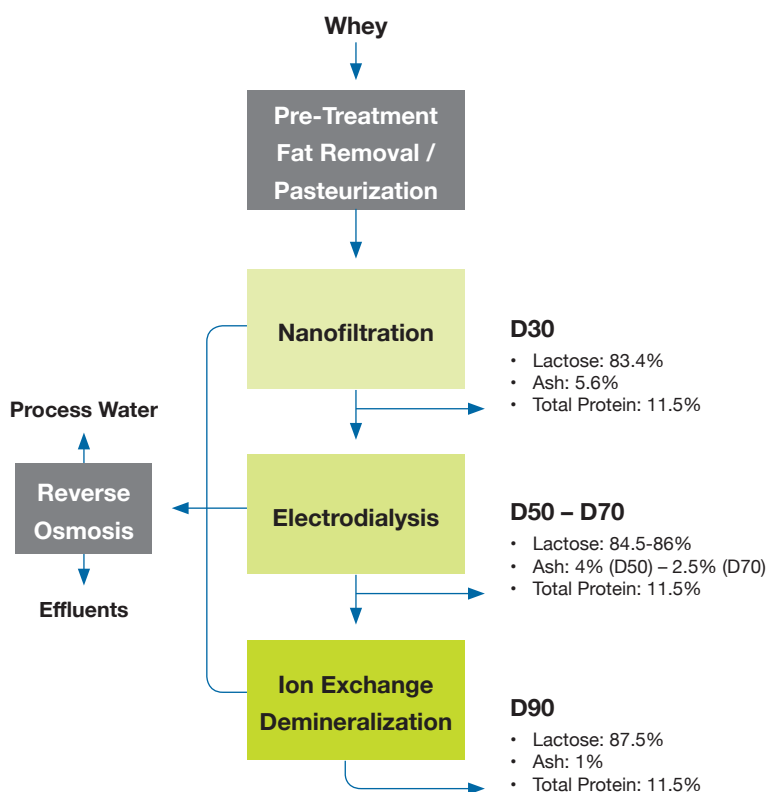 Whey
Pre-Treatment
Fat Removal /
Pasteurization
Nanofiltration
D30
• Lactose: 83.4%
• Ash: 5.6%
• Total Protein: 11.5%
Process Water
Reverse
Osmosis
Effluents
Electrodialysis
D50 – D70
• Lactose: 84.5-86%
• Ash: 4% (D50) – 2.5% (D70)
• Total Protein: 11.5%
Ion Exchange
Demineralization
D90
• Lactose: 87.5%
• Ash: 1%
• Total Protein: 11.5%